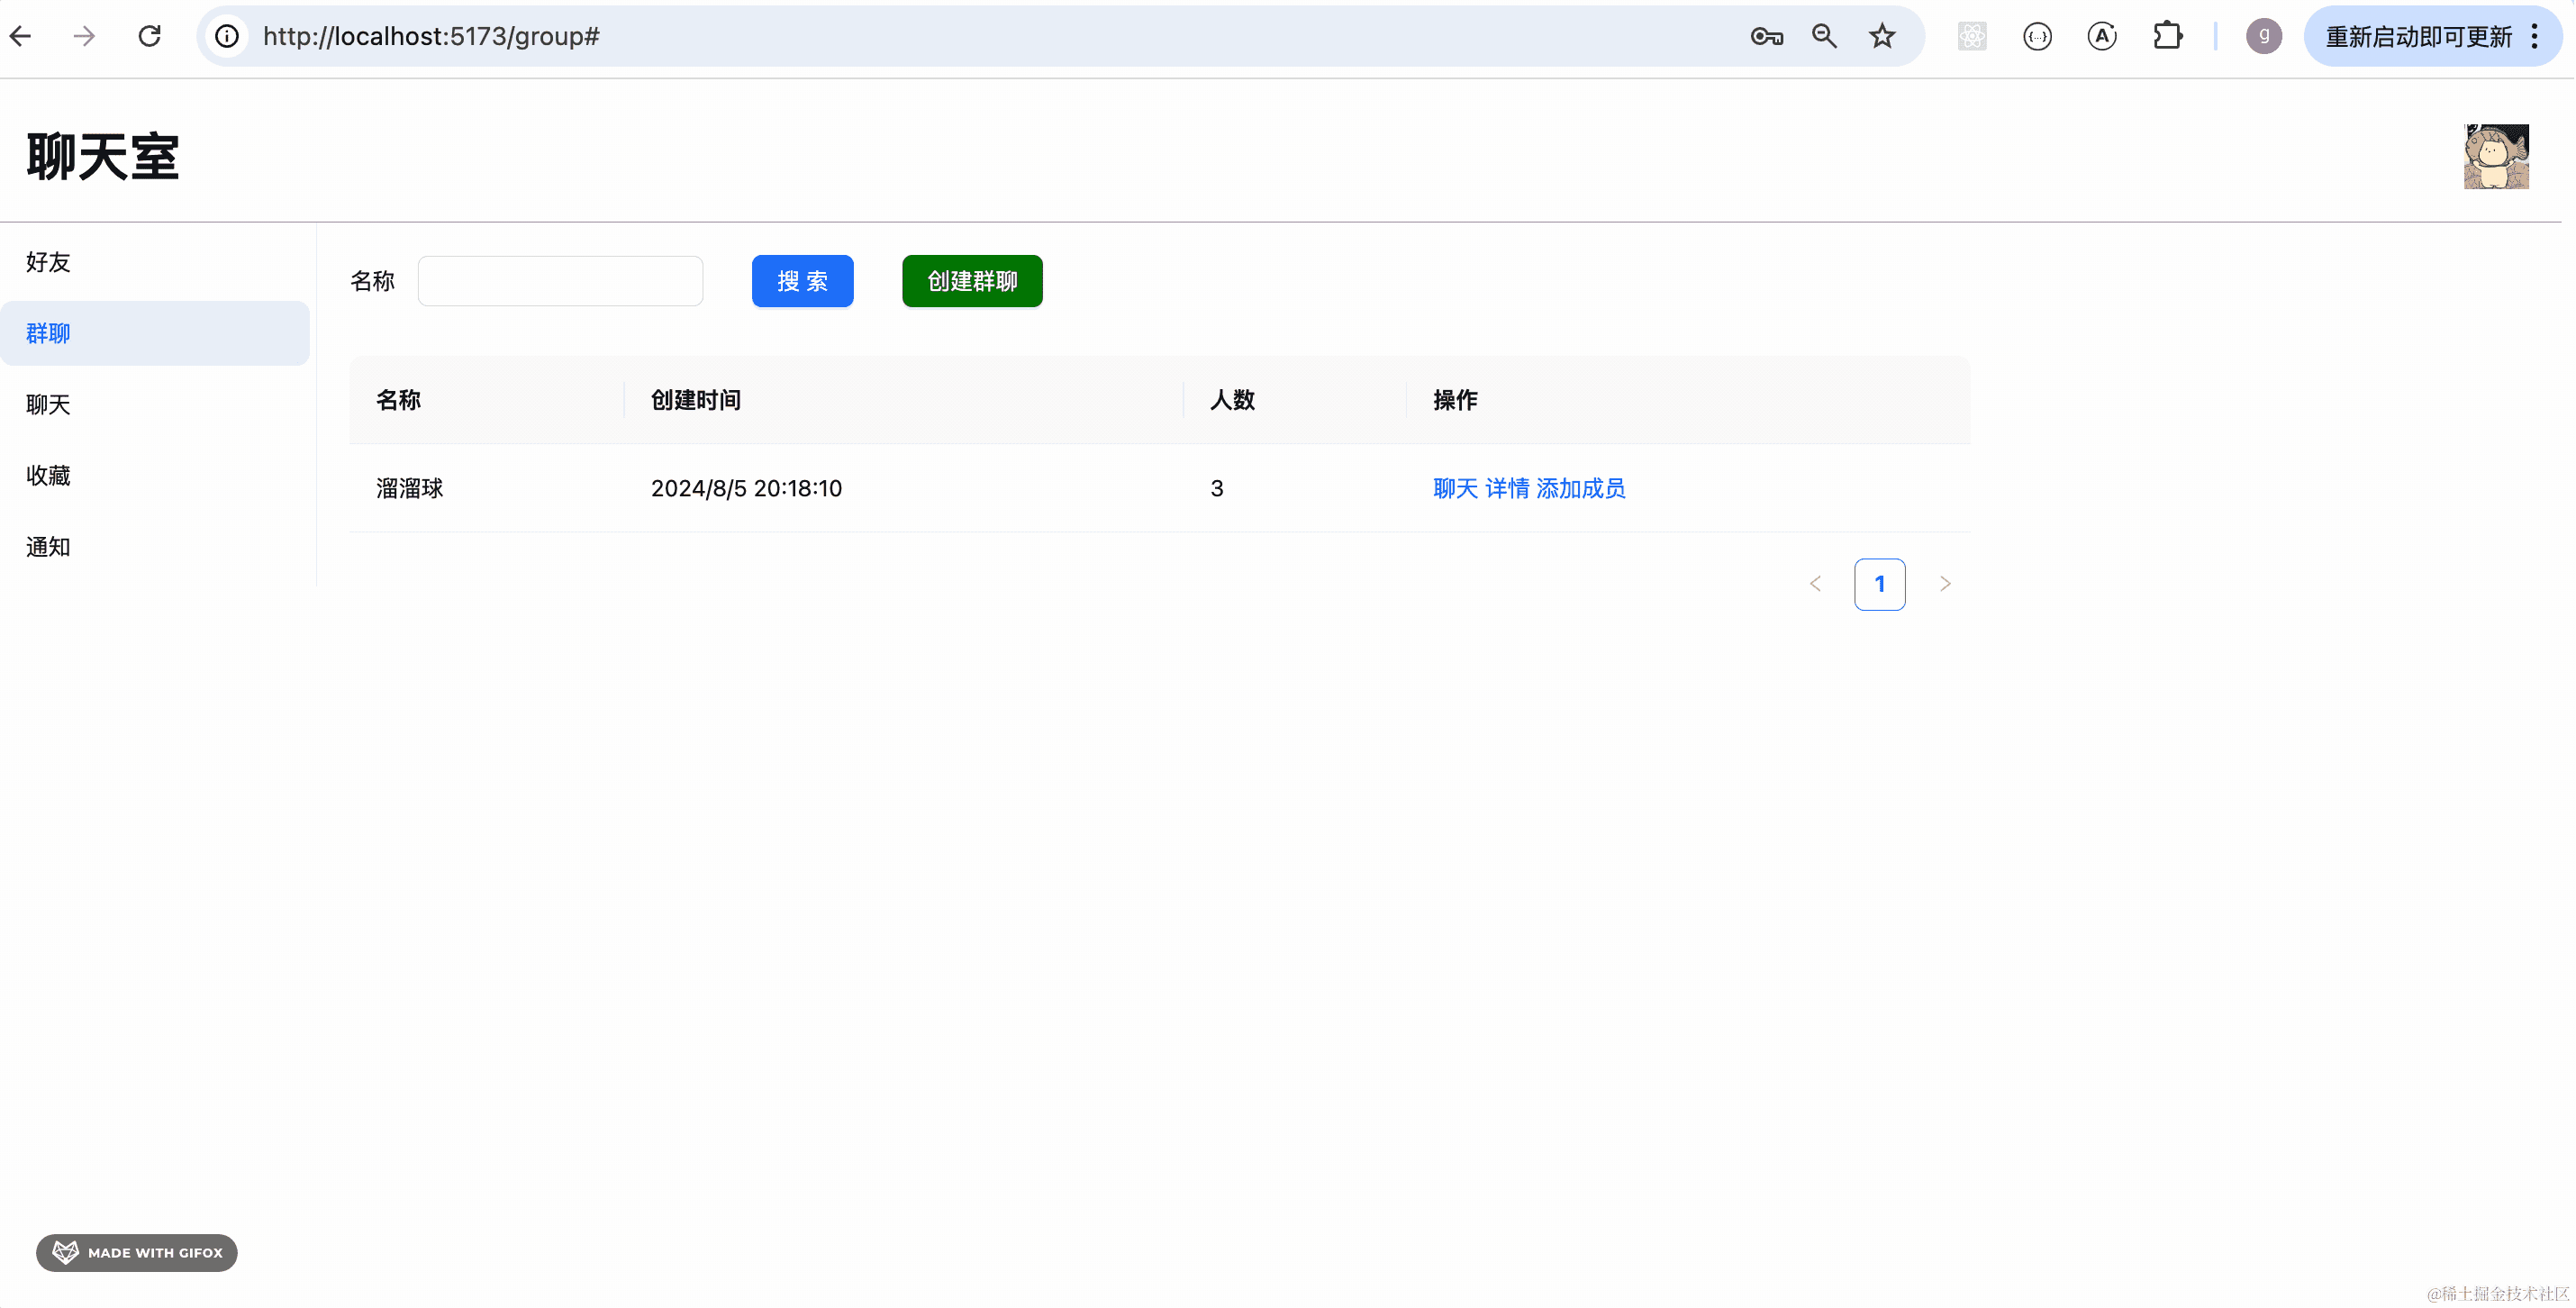 http://localhost:5173/group#
g
重新启动即可更新
聊天室
好友
群聊
聊天
收藏
通知
名称
搜 索
创建群聊
名称 创建时间 人数 操作
溜溜球 2024/8/5 20:18:10 3 聊天 详情 添加成员
1
MADE WITH GIFOX
@稀土掘金技术社区